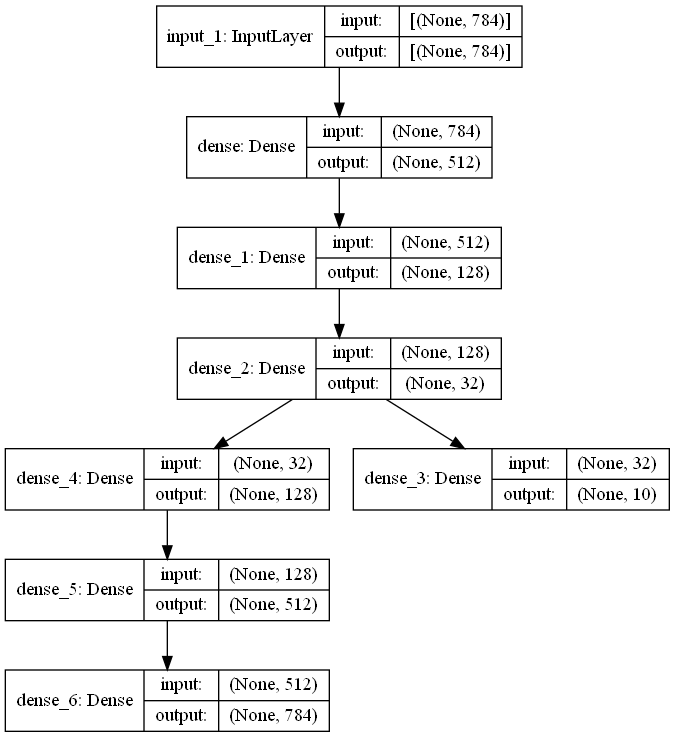 input_1: InputLayer
input: [(None, 784)]
output: [(None, 784)]
dense: Dense
input: (None, 784)
output: (None, 512)
dense_1: Dense
input: (None, 512)
output: (None, 128)
dense_2: Dense
input: (None, 128)
output: (None, 32)
dense_4: Dense
input: (None, 32)
output: (None, 128)
dense_3: Dense
input: (None, 32)
output: (None, 10)
dense_5: Dense
input: (None, 128)
output: (None, 512)
dense_6: Dense
input: (None, 512)
output: (None, 784)